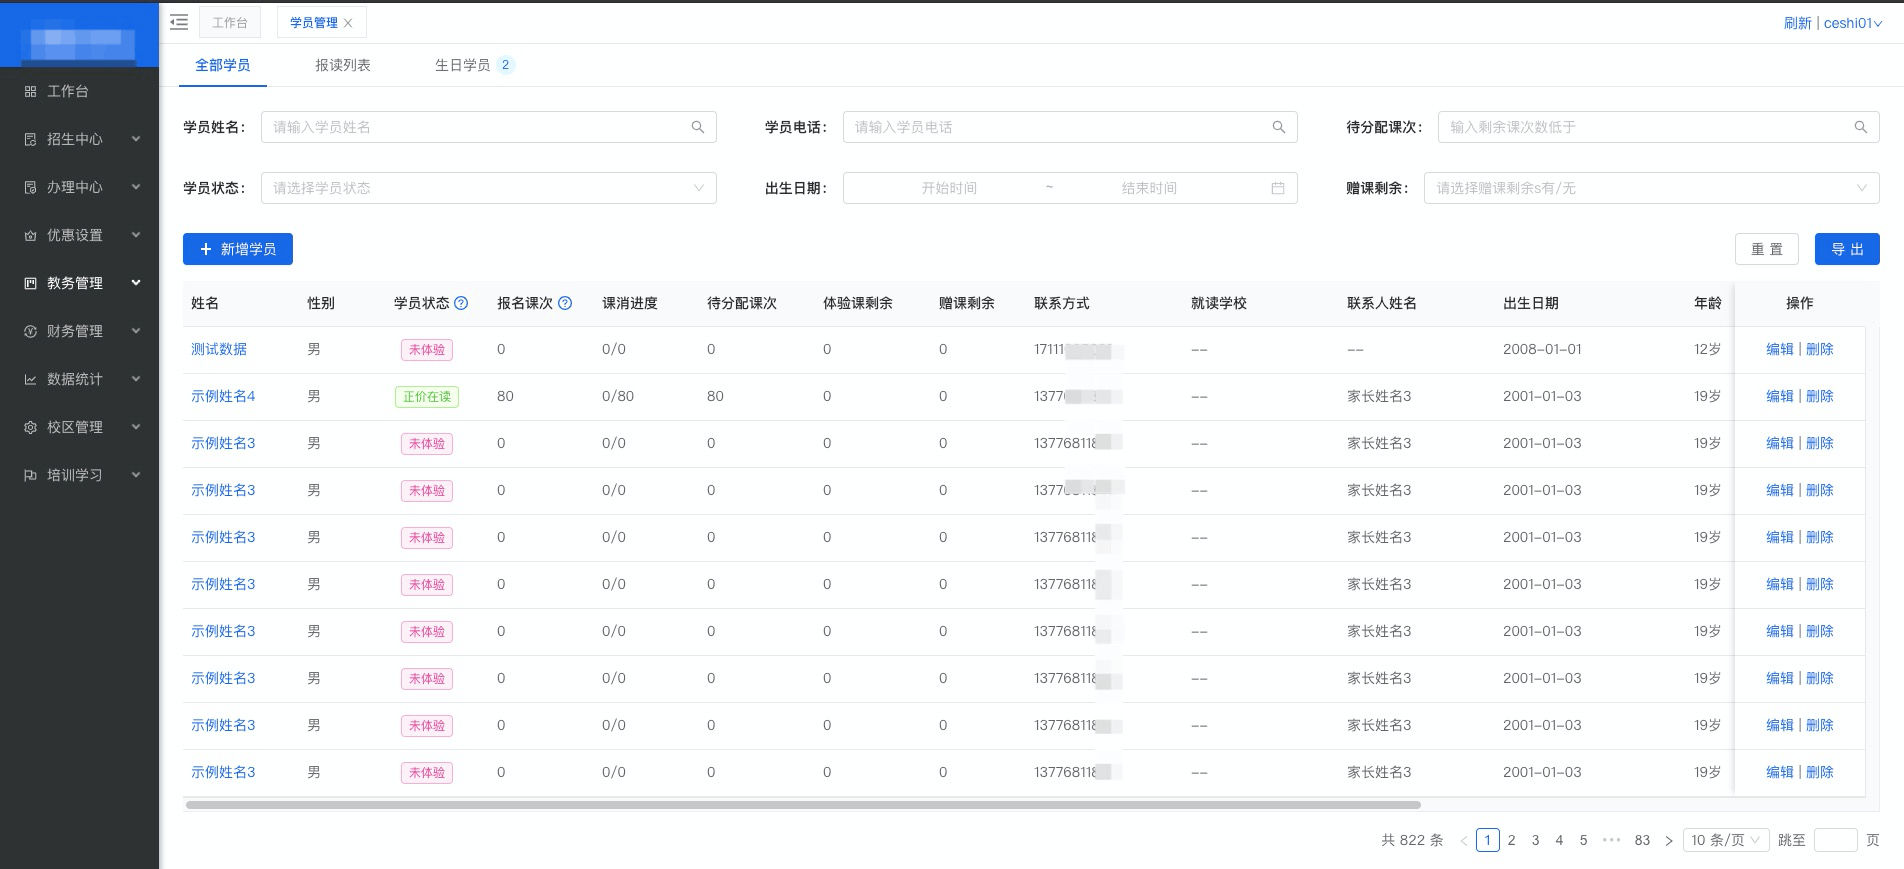 工作台
学员管理
刷新 | ceshi01
全部学员
报读列表
生日学员 2
工作台
招生中心
办理中心
优惠设置
教务管理
财务管理
数据统计
校区管理
培训学习
学员姓名： 请输入学员姓名
学员电话： 请输入学员电话
待分配课次： 输入剩余课次数低于
学员状态： 请选择学员状态
出生日期： 开始时间 ~ 结束时间
赠课剩余： 请选择赠课剩余s有/无
+ 新增学员
重 置
导 出
姓名 性别 学员状态 报名课次 课消进度 待分配课次 体验课剩余 赠课剩余 联系方式 就读学校 联系人姓名 出生日期 年龄 操作
测试数据 男 未体验 0 0/0 0 0 0 17111 -- -- 2008-01-01 12岁 编辑 | 删除
示例姓名4 男 正价在读 80 0/80 80 0 0 1377 -- 家长姓名3 2001-01-03 19岁 编辑 | 删除
示例姓名3 男 未体验 0 0/0 0 0 0 137768118 -- 家长姓名3 2001-01-03 19岁 编辑 | 删除
示例姓名3 男 未体验 0 0/0 0 0 0 1377 -- 家长姓名3 2001-01-03 19岁 编辑 | 删除
示例姓名3 男 未体验 0 0/0 0 0 0 137768118 -- 家长姓名3 2001-01-03 19岁 编辑 | 删除
示例姓名3 男 未体验 0 0/0 0 0 0 137768118 -- 家长姓名3 2001-01-03 19岁 编辑 | 删除
示例姓名3 男 未体验 0 0/0 0 0 0 137768118 -- 家长姓名3 2001-01-03 19岁 编辑 | 删除
示例姓名3 男 未体验 0 0/0 0 0 0 137768118 -- 家长姓名3 2001-01-03 19岁 编辑 | 删除
示例姓名3 男 未体验 0 0/0 0 0 0 137768118 -- 家长姓名3 2001-01-03 19岁 编辑 | 删除
示例姓名3 男 未体验 0 0/0 0 0 0 137768118 -- 家长姓名3 2001-01-03 19岁 编辑 | 删除
共 822 条 < 1 2 3 4 5 ••• 83 > 10 条/页 跳至 页